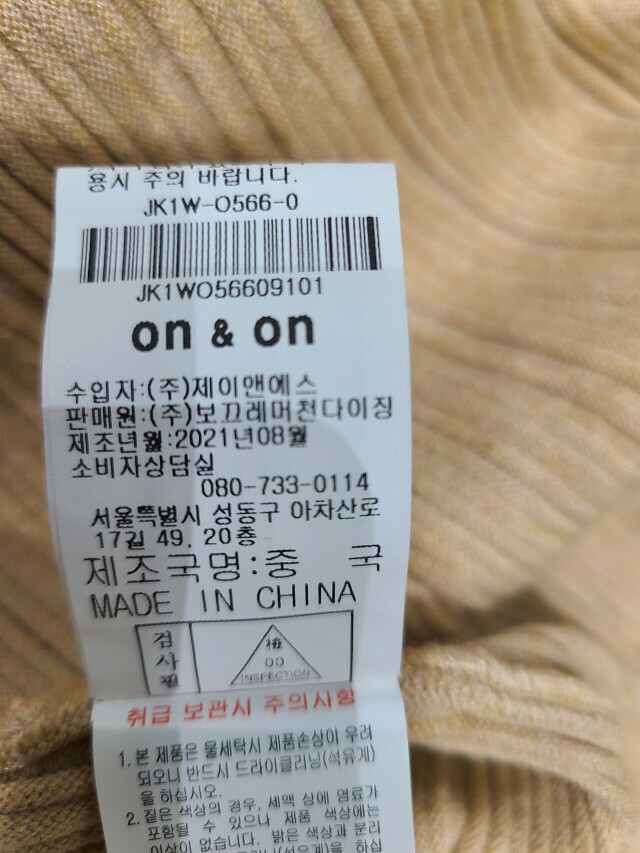 용시 주의 바랍니다.
JK1W-O566-0
JK1WO56609101
on & on
수입자:(주)제이앤에스
판매원:(주)보끄레머천다이징
제조년월:2021년08월
소비자상담실
080-733-0114
서울특별시 성동구 아차산로
17길 49, 20층
제조국명:중 국
MADE IN CHINA
검
사
필
00
INSPECTION
취급 보관시 주의사항
1. 본 제품은 물세탁시 제품손상이 우려
되오니 반드시 드라이클리닝(석유계)
을 하십시오.
2. 짙은 색상의 경우, 세액 상에 염료가
포함될 수 있으나 제품 색상에는
이상이 없습니다. 밝은 색상과 분리